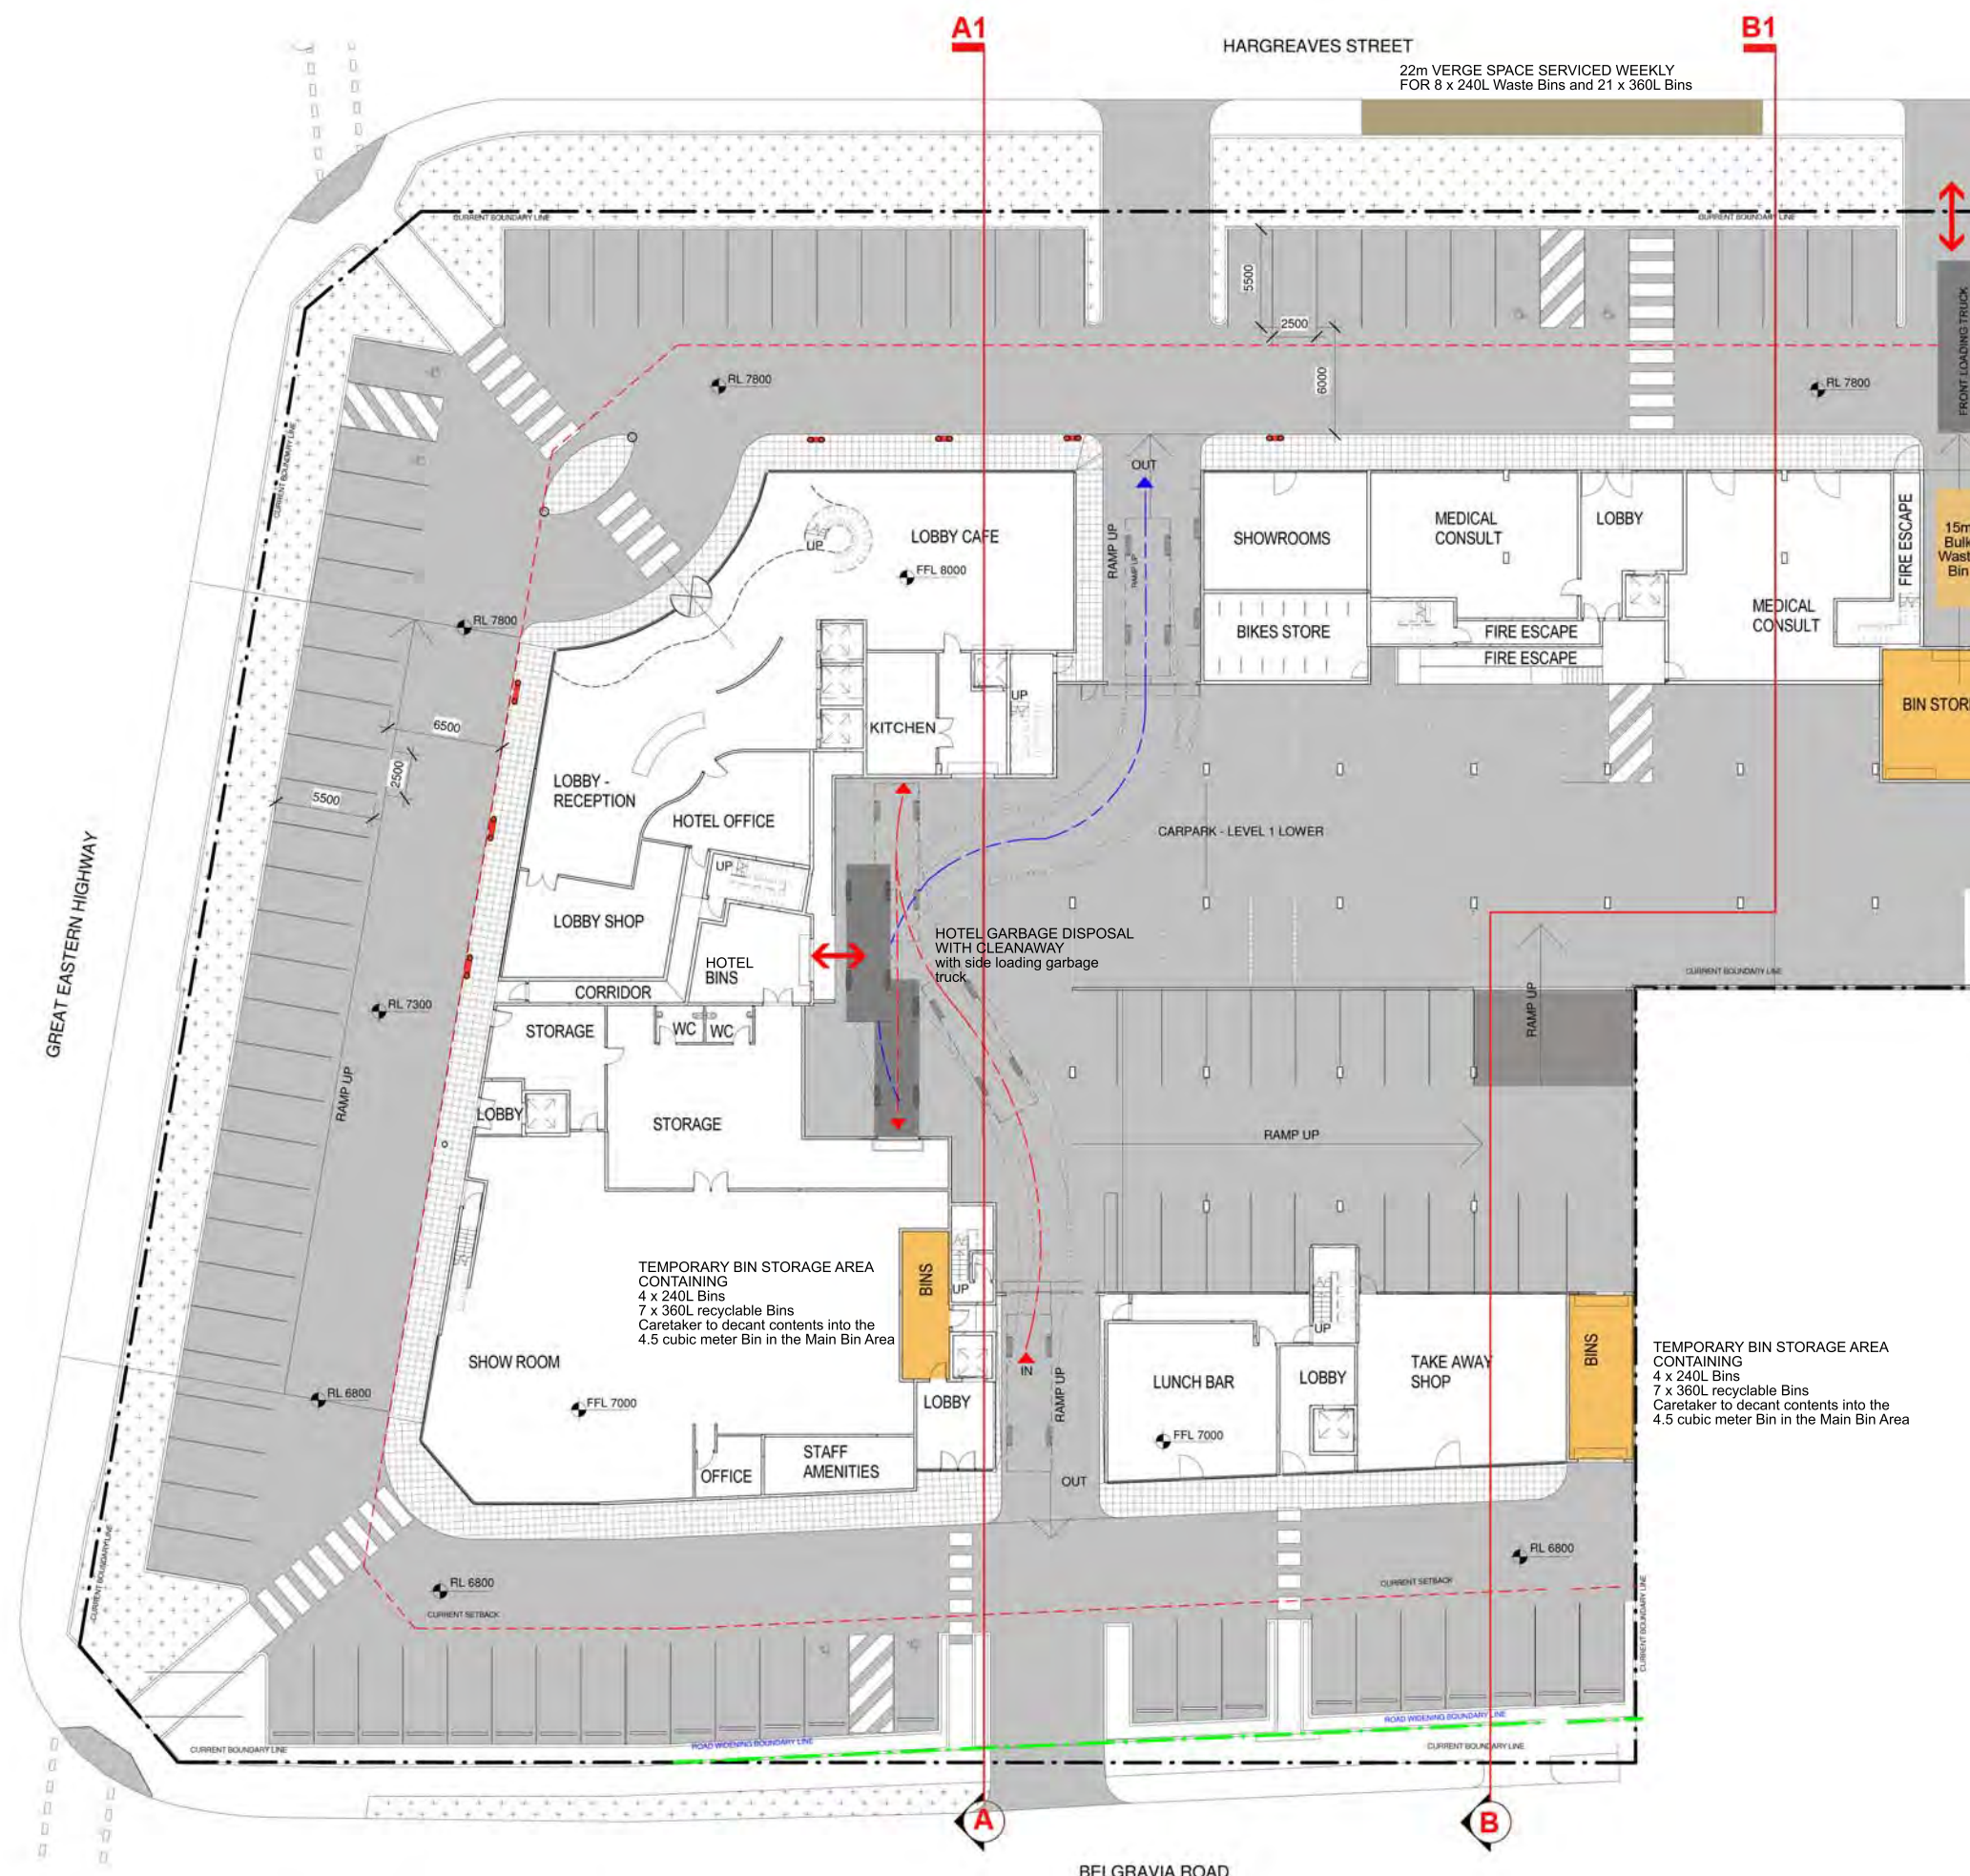 A1
B1
HARGREAVES STREET
22m VERGE SPACE SERVICED WEEKLY
FOR 8 x 240L Waste Bins and 21 x 360L Bins
CURRENT BOUNDARY LINE
CURRENT BOUNDARY LINE
5500
2500
6000
FRONT LOADING TRUCK
RL 7800
RL 7800
CURRENT BOUNDARY LINE
OUT
RAMP UP
RAMP UP
UP
LOBBY CAFE
FFL 8000
SHOWROOMS
MEDICAL
CONSULT
LOBBY
FIRE ESCAPE
15m
Bulk
Wast
Bin
RL 7800
BIKES STORE
FIRE ESCAPE
FIRE ESCAPE
MEDICAL
CONSULT
UP
BIN STOR
6500
2500
5500
KITCHEN
LOBBY -
RECEPTION
HOTEL OFFICE
CARPARK - LEVEL 1 LOWER
UP
LOBBY SHOP
GREAT EASTERN HIGHWAY
HOTEL GARBAGE DISPOSAL
WITH CLEANAWAY
with side loading garbage
truck
HOTEL
BINS
CORRIDOR
CURRENT BOUNDARY LINE
RL 7300
STORAGE
WC
WC
RAMP UP
RAMP UP
LOBBY
STORAGE
RAMP UP
TEMPORARY BIN STORAGE AREA
CONTAINING
4 x 240L Bins
7 x 360L recyclable Bins
Caretaker to decant contents into the
4.5 cubic meter Bin in the Main Bin Area
BINS
UP
UP
SHOW ROOM
IN
RAMP UP
LUNCH BAR
LOBBY
TAKE AWAY
SHOP
BINS
TEMPORARY BIN STORAGE AREA
CONTAINING
4 x 240L Bins
7 x 360L recyclable Bins
Caretaker to decant contents into the
4.5 cubic meter Bin in the Main Bin Area
RL 6800
FFL 7000
LOBBY
FFL 7000
STAFF
AMENITIES
OFFICE
OUT
CURRENT BOUNDARY LINE
RL 6800
RL 6800
CURRENT SETBACK
CURRENT SETBACK
CURRENT BOUNDARY LINE
ROAD WIDENING BOUNDARY LINE
ROAD WIDENING BOUNDARY LINE
CURRENT BOUNDARY LINE
CURRENT BOUNDARY LINE
A
B
BELGRAVIA ROAD